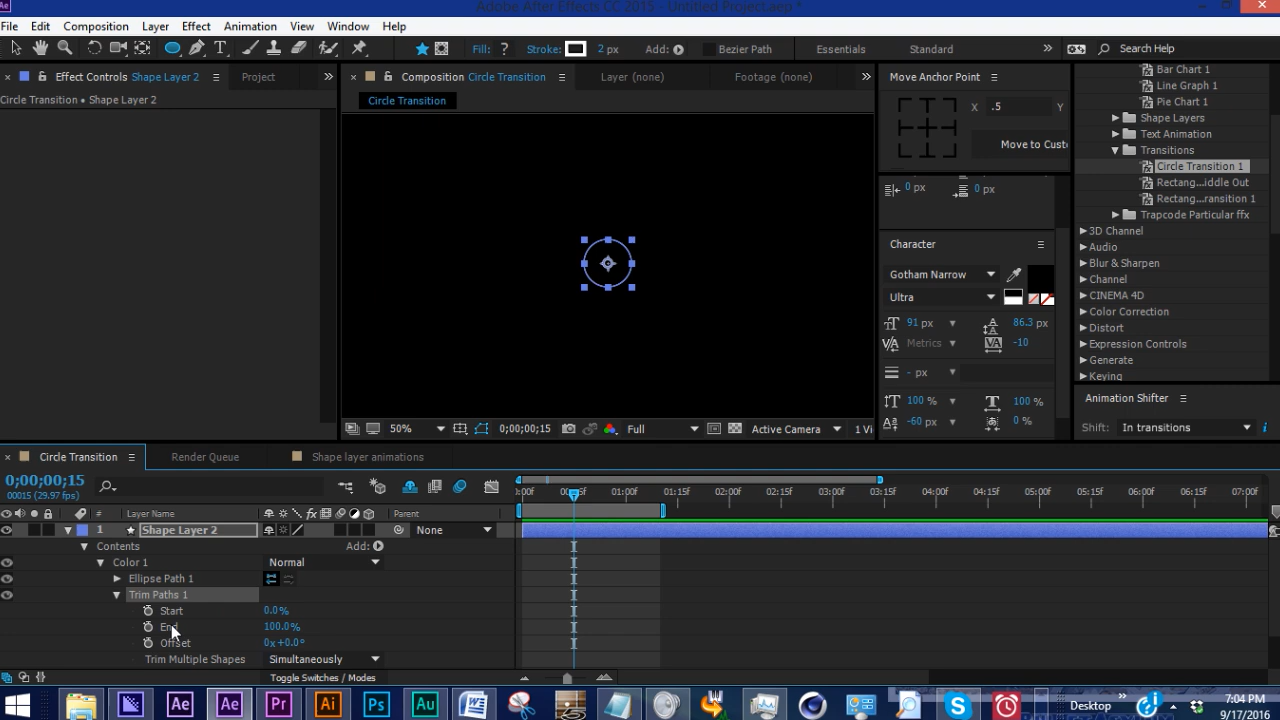 Ae Adobe After Effects CC 2015 - Untitled Project.aep *
File Edit Composition Layer Effect Animation View Window Help
Fill: ? Stroke: 2 px Add: Bezier Path Essentials Standard Search Help
Effect Controls Shape Layer 2 Project
Composition Circle Transition Layer (none) Footage (none)
Move Anchor Point
Circle Transition • Shape Layer 2
Circle Transition
X .5 Y
Move to Custo
0 px 0 px
Character
Gotham Narrow
Ultra
91 px 86.3 px
Metrics -10
- px
100 % 100 %
-60 px 0 %
Bar Chart 1
Line Graph 1
Pie Chart 1
Shape Layers
Text Animation
Transitions
Circle Transition 1
Rectang...iddle Out
Rectang...ransition 1
Trapcode Particular ffx
3D Channel
Audio
Blur & Sharpen
Channel
CINEMA 4D
Color Correction
Distort
Expression Controls
Generate
Keying
Animation Shifter
Shift: In transitions
50% 0;00;00;15 Full Active Camera 1 Vi
Circle Transition Render Queue Shape layer animations
0;00;00;15
00015 (29.97 fps)
:00f 00:15f 01:00f 01:15f 02:00f 02:15f 03:00f 03:15f 04:00f 04:15f 05:00f 05:15f 06:00f 06:15f 07:00f
# Layer Name Parent
1 Shape Layer 2 None
Contents Add:
Color 1 Normal
Ellipse Path 1
Trim Paths 1
Start 0.0%
End 100.0%
Offset 0x+0.0°
Trim Multiple Shapes Simultaneously
Toggle Switches / Modes
Ae Ae Pr Ai Ps Au Desktop 7:04 PM
9/17/2016